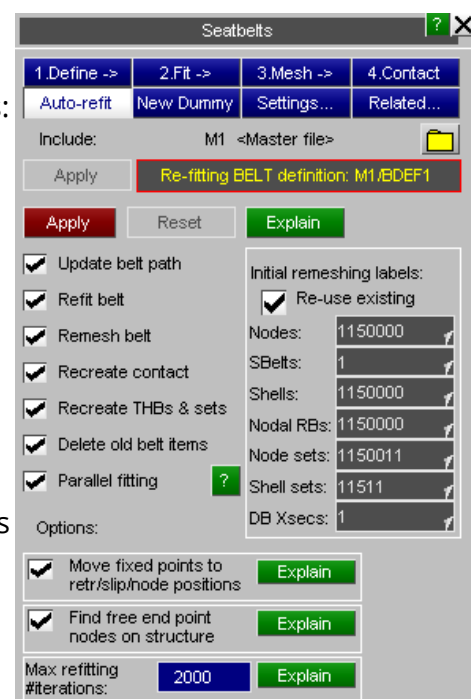 Seatbelts ? X
1.Define -> 2.Fit -> 3.Mesh -> 4.Contact
Auto-refit New Dummy Settings... Related...
Include: M1 <Master file>
Apply Re-fitting BELT definition: M1/BDEF1
Apply Reset Explain
Update belt path
Refit belt
Remesh belt
Recreate contact
Recreate THBs & sets
Delete old belt items
Parallel fitting ?
Initial remeshing labels:
Re-use existing
Nodes: 1150000
SBelts: 1
Shells: 1150000
Nodal RBs: 1150000
Node sets: 1150011
Shell sets: 11511
DB Xsecs: 1
s
Options:
Move fixed points to
retr/slip/node positions
Explain
Find free end point
nodes on structure
Explain
Max refitting
#iterations:
2000
Explain